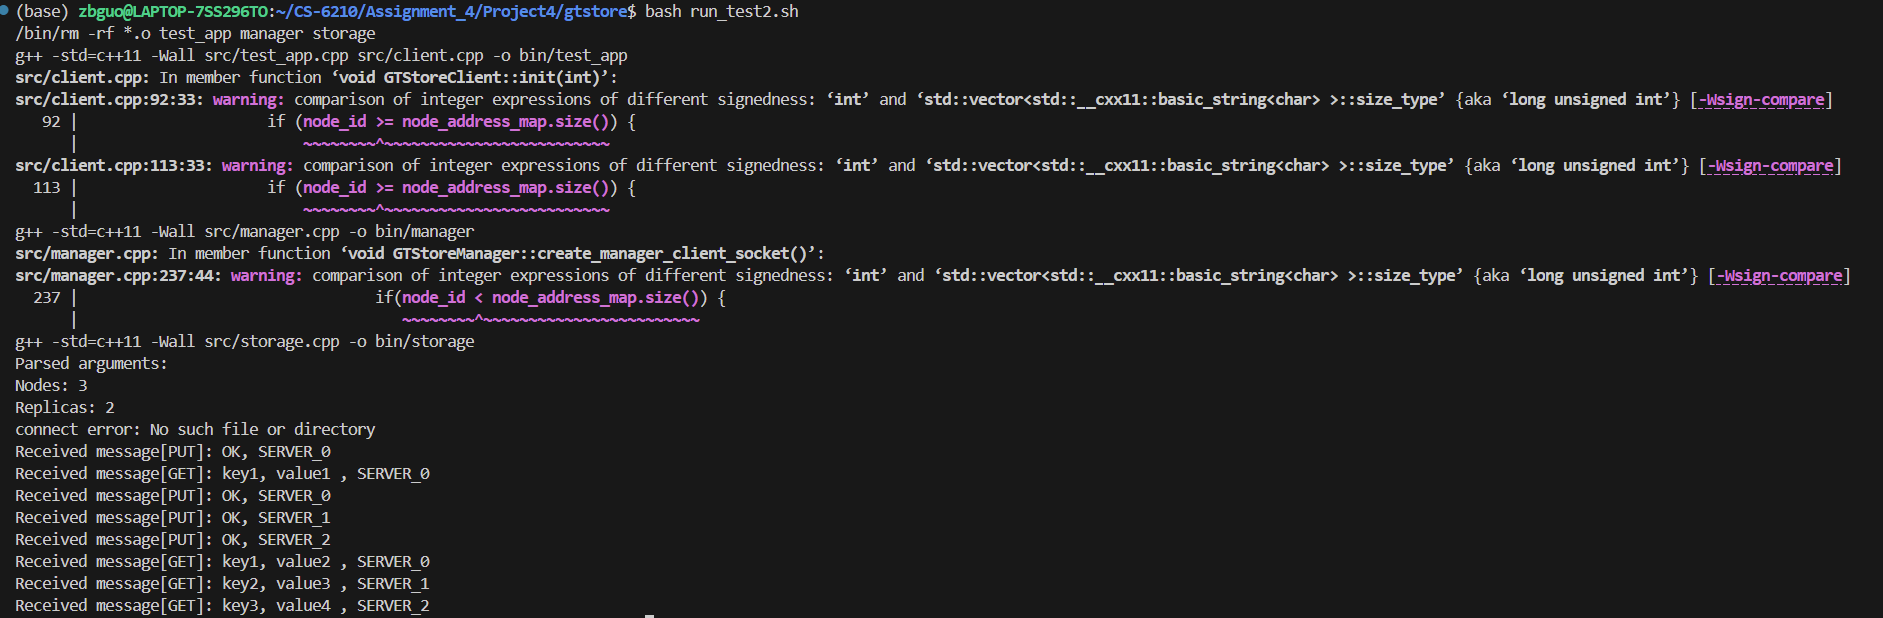 (base) zbguo@LAPTOP-7SS296TO:~/CS-6210/Assignment_4/Project4/gtstore$ bash run_test2.sh
/bin/rm -rf *.o test_app manager storage
g++ -std=c++11 -Wall src/test_app.cpp src/client.cpp -o bin/test_app
src/client.cpp: In member function ‘void GTStoreClient::init(int)’:
src/client.cpp:92:33: warning: comparison of integer expressions of different signedness: ‘int’ and ‘std::vector<std::__cxx11::basic_string<char> >::size_type’ {aka ‘long unsigned int’} [-Wsign-compare]
   92 |                     if (node_id >= node_address_map.size()) {
      |                         ~~~~~~~~^~~~~~~~~~~~~~~~~~~~~~~~~~
src/client.cpp:113:33: warning: comparison of integer expressions of different signedness: ‘int’ and ‘std::vector<std::__cxx11::basic_string<char> >::size_type’ {aka ‘long unsigned int’} [-Wsign-compare]
  113 |                     if (node_id >= node_address_map.size()) {
      |                         ~~~~~~~~^~~~~~~~~~~~~~~~~~~~~~~~~~
g++ -std=c++11 -Wall src/manager.cpp -o bin/manager
src/manager.cpp: In member function ‘void GTStoreManager::create_manager_client_socket()’:
src/manager.cpp:237:44: warning: comparison of integer expressions of different signedness: ‘int’ and ‘std::vector<std::__cxx11::basic_string<char> >::size_type’ {aka ‘long unsigned int’} [-Wsign-compare]
  237 |                                 if(node_id < node_address_map.size()) {
      |                                    ~~~~~~~~^~~~~~~~~~~~~~~~~~~~~~~~~
g++ -std=c++11 -Wall src/storage.cpp -o bin/storage
Parsed arguments:
Nodes: 3
Replicas: 2
connect error: No such file or directory
Received message[PUT]: OK, SERVER_0
Received message[GET]: key1, value1 , SERVER_0
Received message[PUT]: OK, SERVER_0
Received message[PUT]: OK, SERVER_1
Received message[PUT]: OK, SERVER_2
Received message[GET]: key1, value2 , SERVER_0
Received message[GET]: key2, value3 , SERVER_1
Received message[GET]: key3, value4 , SERVER_2